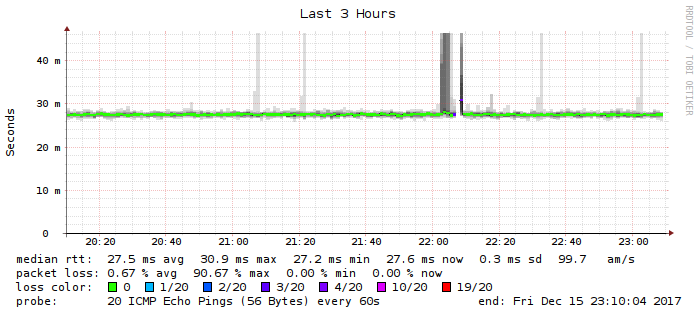 Last 3 Hours
RRDTOOL / TOBI OETIKER
Seconds
40 m
30 m
20 m
10 m
0
20:20 20:40 21:00 21:20 21:40 22:00 22:20 22:40 23:00
median rtt: 27.5 ms avg 30.9 ms max 27.2 ms min 27.6 ms now 0.3 ms sd 99.7 am/s
packet loss: 0.67 % avg 90.67 % max 0.00 % min 0.00 % now
loss color: 0 1/20 2/20 3/20 4/20 10/20 19/20
probe: 20 ICMP Echo Pings (56 Bytes) every 60s end: Fri Dec 15 23:10:04 2017